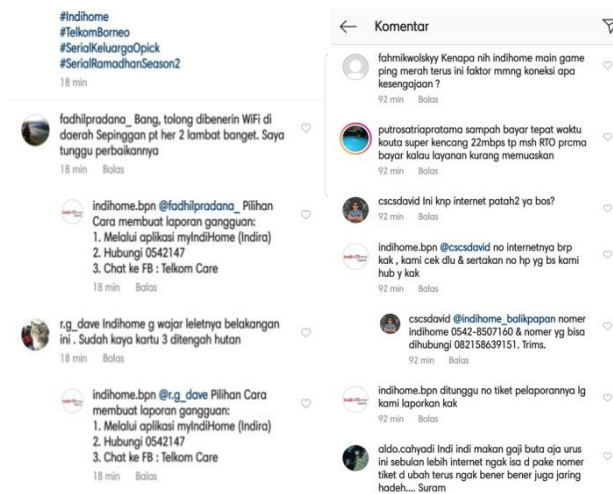 #Indihome
#TelkomBorneo
#SerialKeluargaOpick
#SerialRamadhanSeason2
18 min
fadhilpradana_ Bang, tolong dibenerin WiFi di
daerah Sepinggan pt her 2 lambat banget. Saya
tunggu perbaikannya
18 min Balas
indihome.bpn @fadhilpradana_ Pilihan
Cara membuat laporan gangguan:
1. Melalui aplikasi myIndiHome (Indira)
2. Hubungi 0542147
3. Chat ke FB : Telkom Care
18 min Balas
r.g_dave Indihome g wajar leletnya belakangan
ini . Sudah kaya kartu 3 ditengah hutan
18 min Balas
indihome.bpn @r.g_dave Pilihan Cara
membuat laporan gangguan:
1. Melalui aplikasi myIndiHome (Indira)
2. Hubungi 0542147
3. Chat ke FB : Telkom Care
18 min Balas
Komentar
fahmikwolskyy Kenapa nih indihome main game
ping merah terus ini faktor mmng koneksi apa
kesengajaan ?
92 min Balas
putrosatriapratama sampah bayar tepat waktu
kouta super kencang 22mbps tp msh RTO prcma
bayar kalau layanan kurang memuaskan
92 min Balas
cscsdavid Ini knp internet patah2 ya bos?
92 min Balas
indihome.bpn @cscsdavid no internetnya brp
kak , kami cek dlu & sertakan no hp yg bs kami
hub y kak
92 min Balas
cscsdavid @indihome_balikpapan nomer
indihome 0542-8507160 & nomer yg bisa
dihubungi 082158639151. Trims.
92 min Balas
indihome.bpn ditunggu no tiket pelaporannya lg
kami laporkan kak
92 min Balas
aldo.cahyadi Indi indi makan gaji buta aja urus
ini sebulan lebih internet ngak isa d pake nomer
tiket d ubah terus ngak bener bener juga jaring
hadeh.... Suram